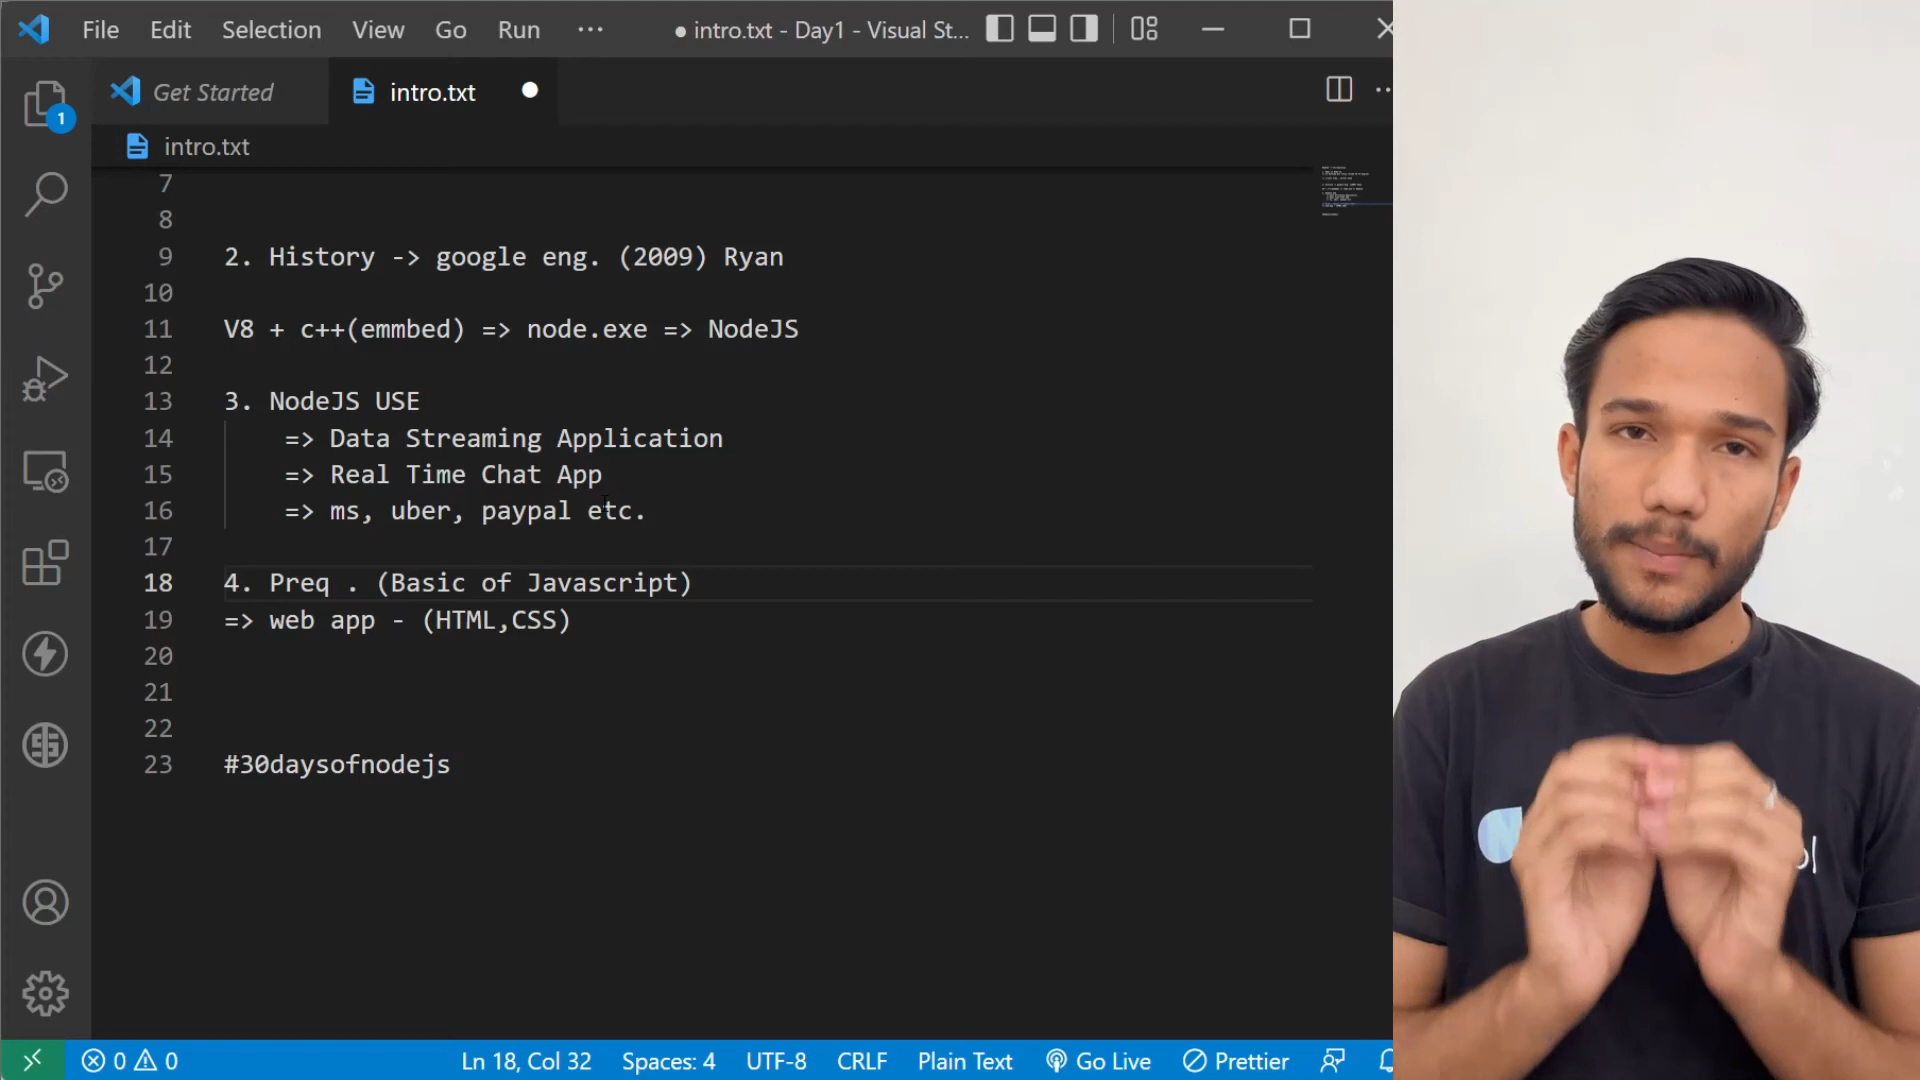 File Edit Selection View Go Run ··· ● intro.txt - Day1 - Visual St...
Get Started intro.txt
1
intro.txt
7
8
9 2. History -> google eng. (2009) Ryan
10
11 V8 + c++(emmbed) => node.exe => NodeJS
12
13 3. NodeJS USE
14 => Data Streaming Application
15 => Real Time Chat App
16 => ms, uber, paypal etc.
17
18 4. Preq . (Basic of Javascript)
19 => web app - (HTML,CSS)
20
21
22
23 #30daysofnodejs
0 0 Ln 18, Col 32 Spaces: 4 UTF-8 CRLF Plain Text Go Live Prettier